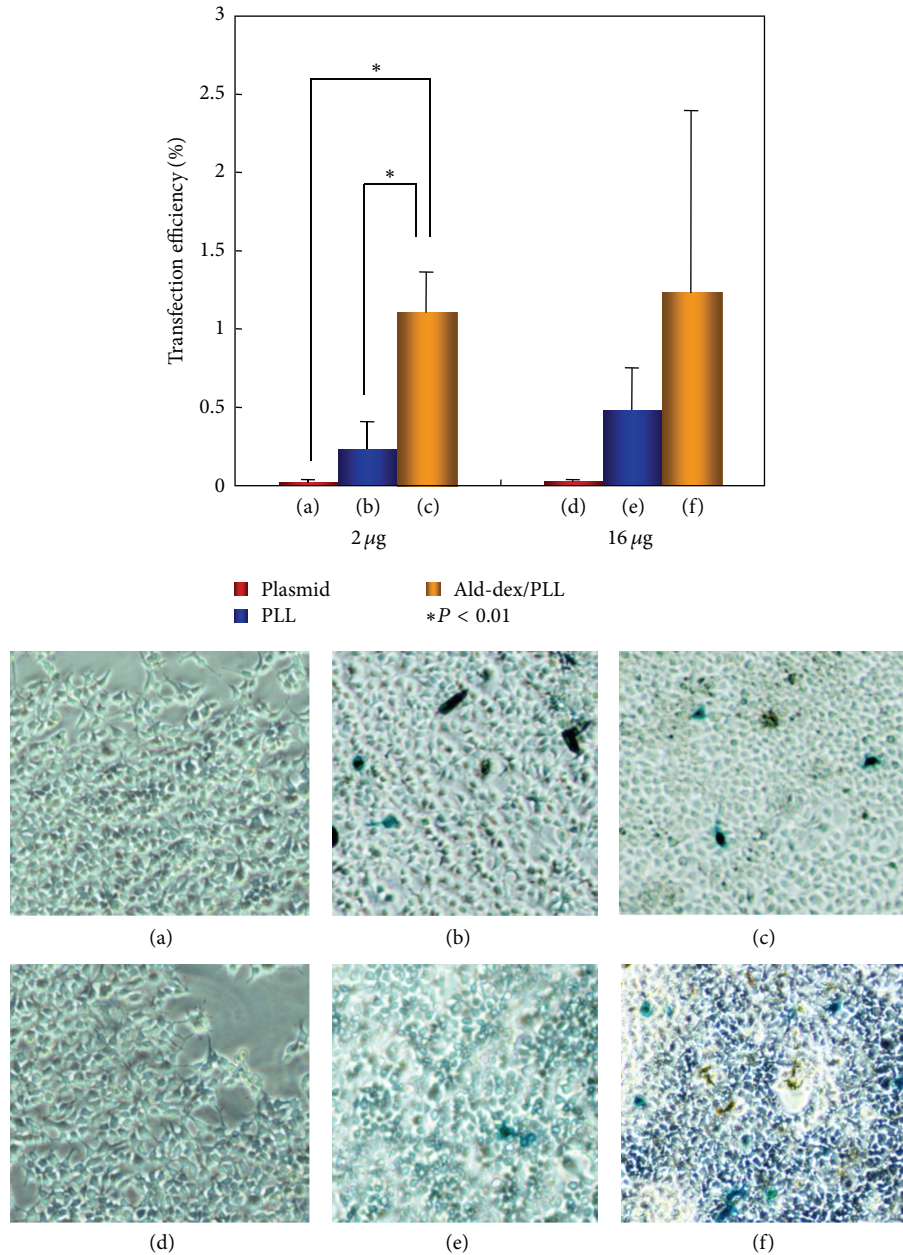 3
2.5
2
1.5
1
0.5
0
Transfection efficiency (%)
*
*
(a) (b) (c) (d) (e) (f)
2 µg 16 µg
Plasmid Ald-dex/PLL
PLL *P < 0.01
(a) (b) (c)
(d) (e) (f)